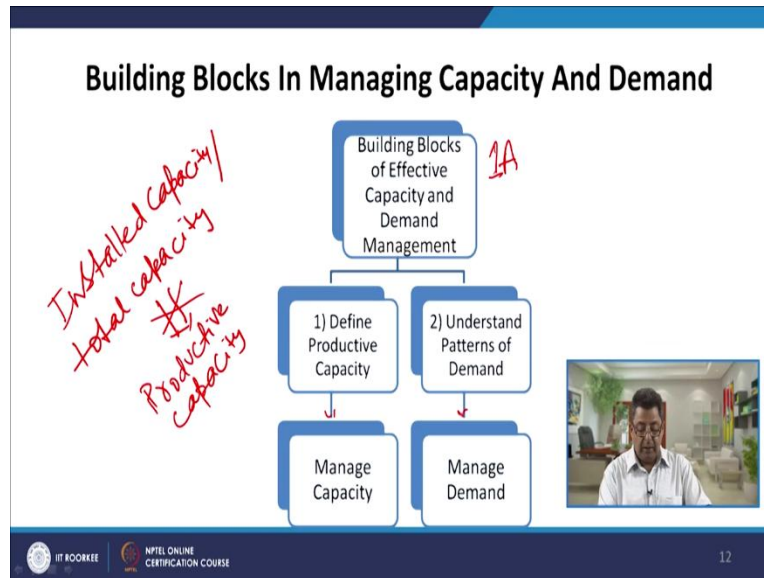 Building Blocks In Managing Capacity And Demand
Installed capacity/
total capacity
≠
Productive
capacity
Building Blocks
of Effective
Capacity and
Demand
Management
1A
1) Define
Productive
Capacity
2) Understand
Patterns of
Demand
Manage
Capacity
Manage
Demand
IIT ROORKEE
NPTEL ONLINE
CERTIFICATION COURSE
12